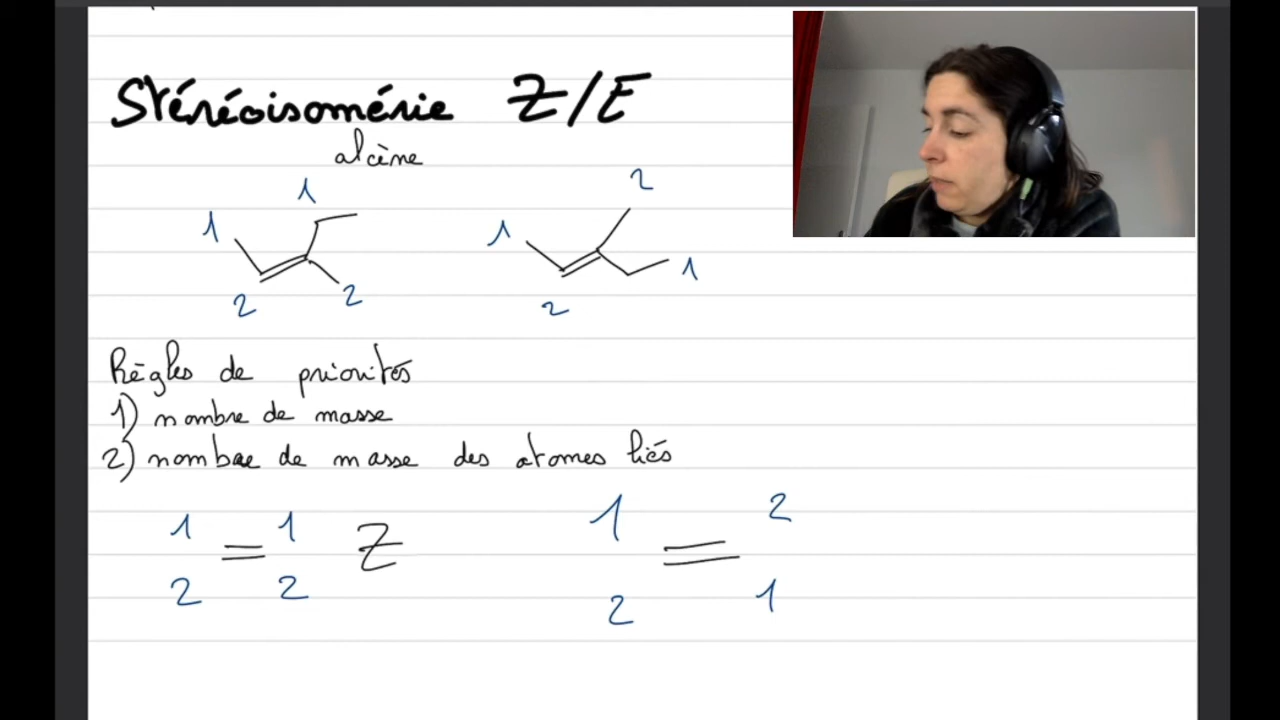 Stéréoisomérie Z/E
alcène
1 1 2 2
1 2 2 1
Règles de priorités
1) nombre de masse
2) nombre de masse des atomes liés
1 = 1 Z 1 = 2
2 2 2 1